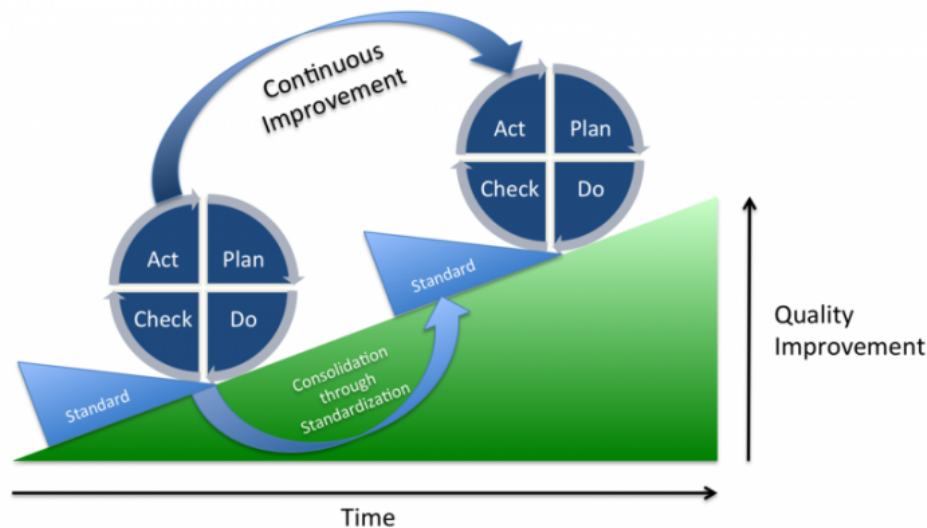 Continuous
Improvement
Act
Plan
Check
Do
Act
Plan
Check
Do
Standard
Standard
Consolidation
through
Standardization
Quality
Improvement
Time